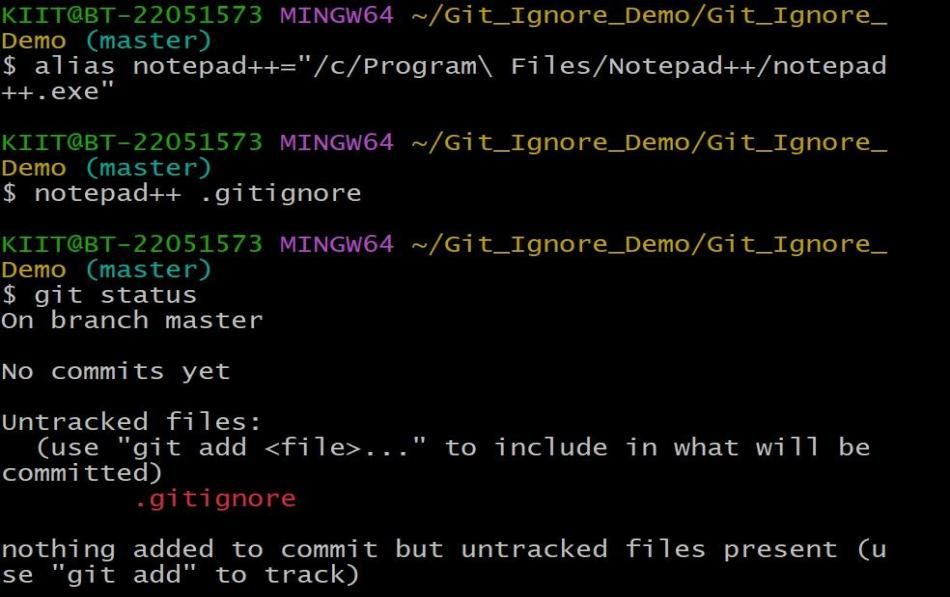 KIIT@BT-22051573 MINGW64 ~/Git_Ignore_Demo/Git_Ignore_
Demo (master)
$ alias notepad++="/c/Program\ Files/Notepad++/notepad
++.exe"
KIIT@BT-22051573 MINGW64 ~/Git_Ignore_Demo/Git_Ignore_
Demo (master)
$ notepad++ .gitignore
KIIT@BT-22051573 MINGW64 ~/Git_Ignore_Demo/Git_Ignore_
Demo (master)
$ git status
On branch master
No commits yet
Untracked files:
  (use "git add <file>..." to include in what will be
committed)
        .gitignore
nothing added to commit but untracked files present (u
se "git add" to track)